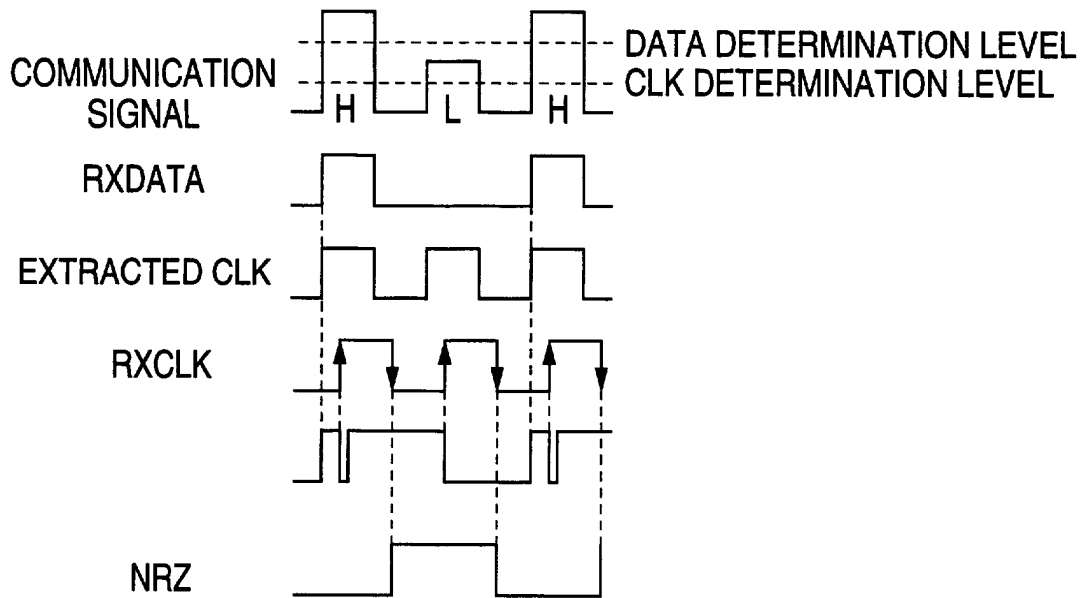 DATA DETERMINATION LEVEL
COMMUNICATION
SIGNAL
CLK DETERMINATION LEVEL
H L H
RXDATA
EXTRACTED CLK
RXCLK
NRZ